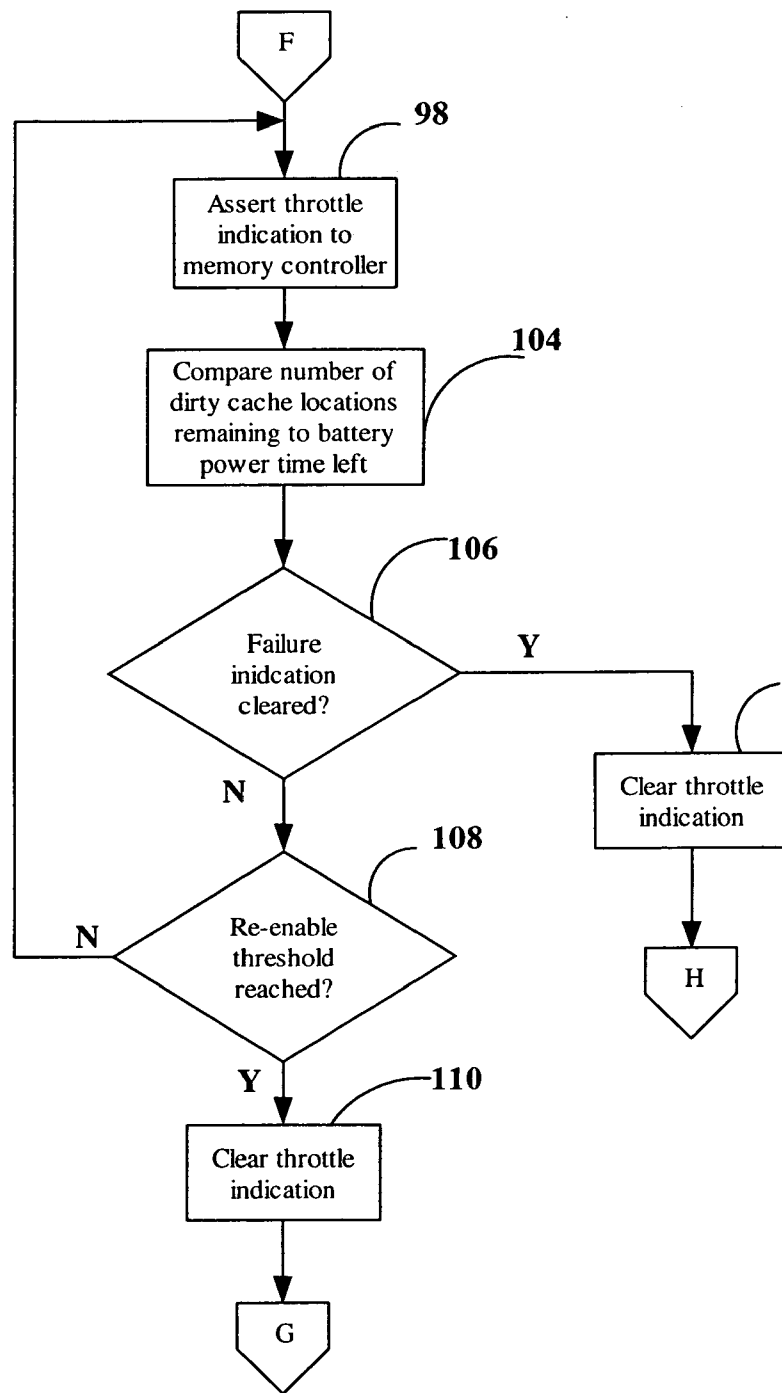 F
98
Assert throttle
indication to
memory controller
104
Compare number of
dirty cache locations
remaining to battery
power time left
106
Failure
inidcation
cleared?
Y
N
Clear throttle
indication
108
Re-enable
threshold
reached?
N
H
Y
110
Clear throttle
indication
G